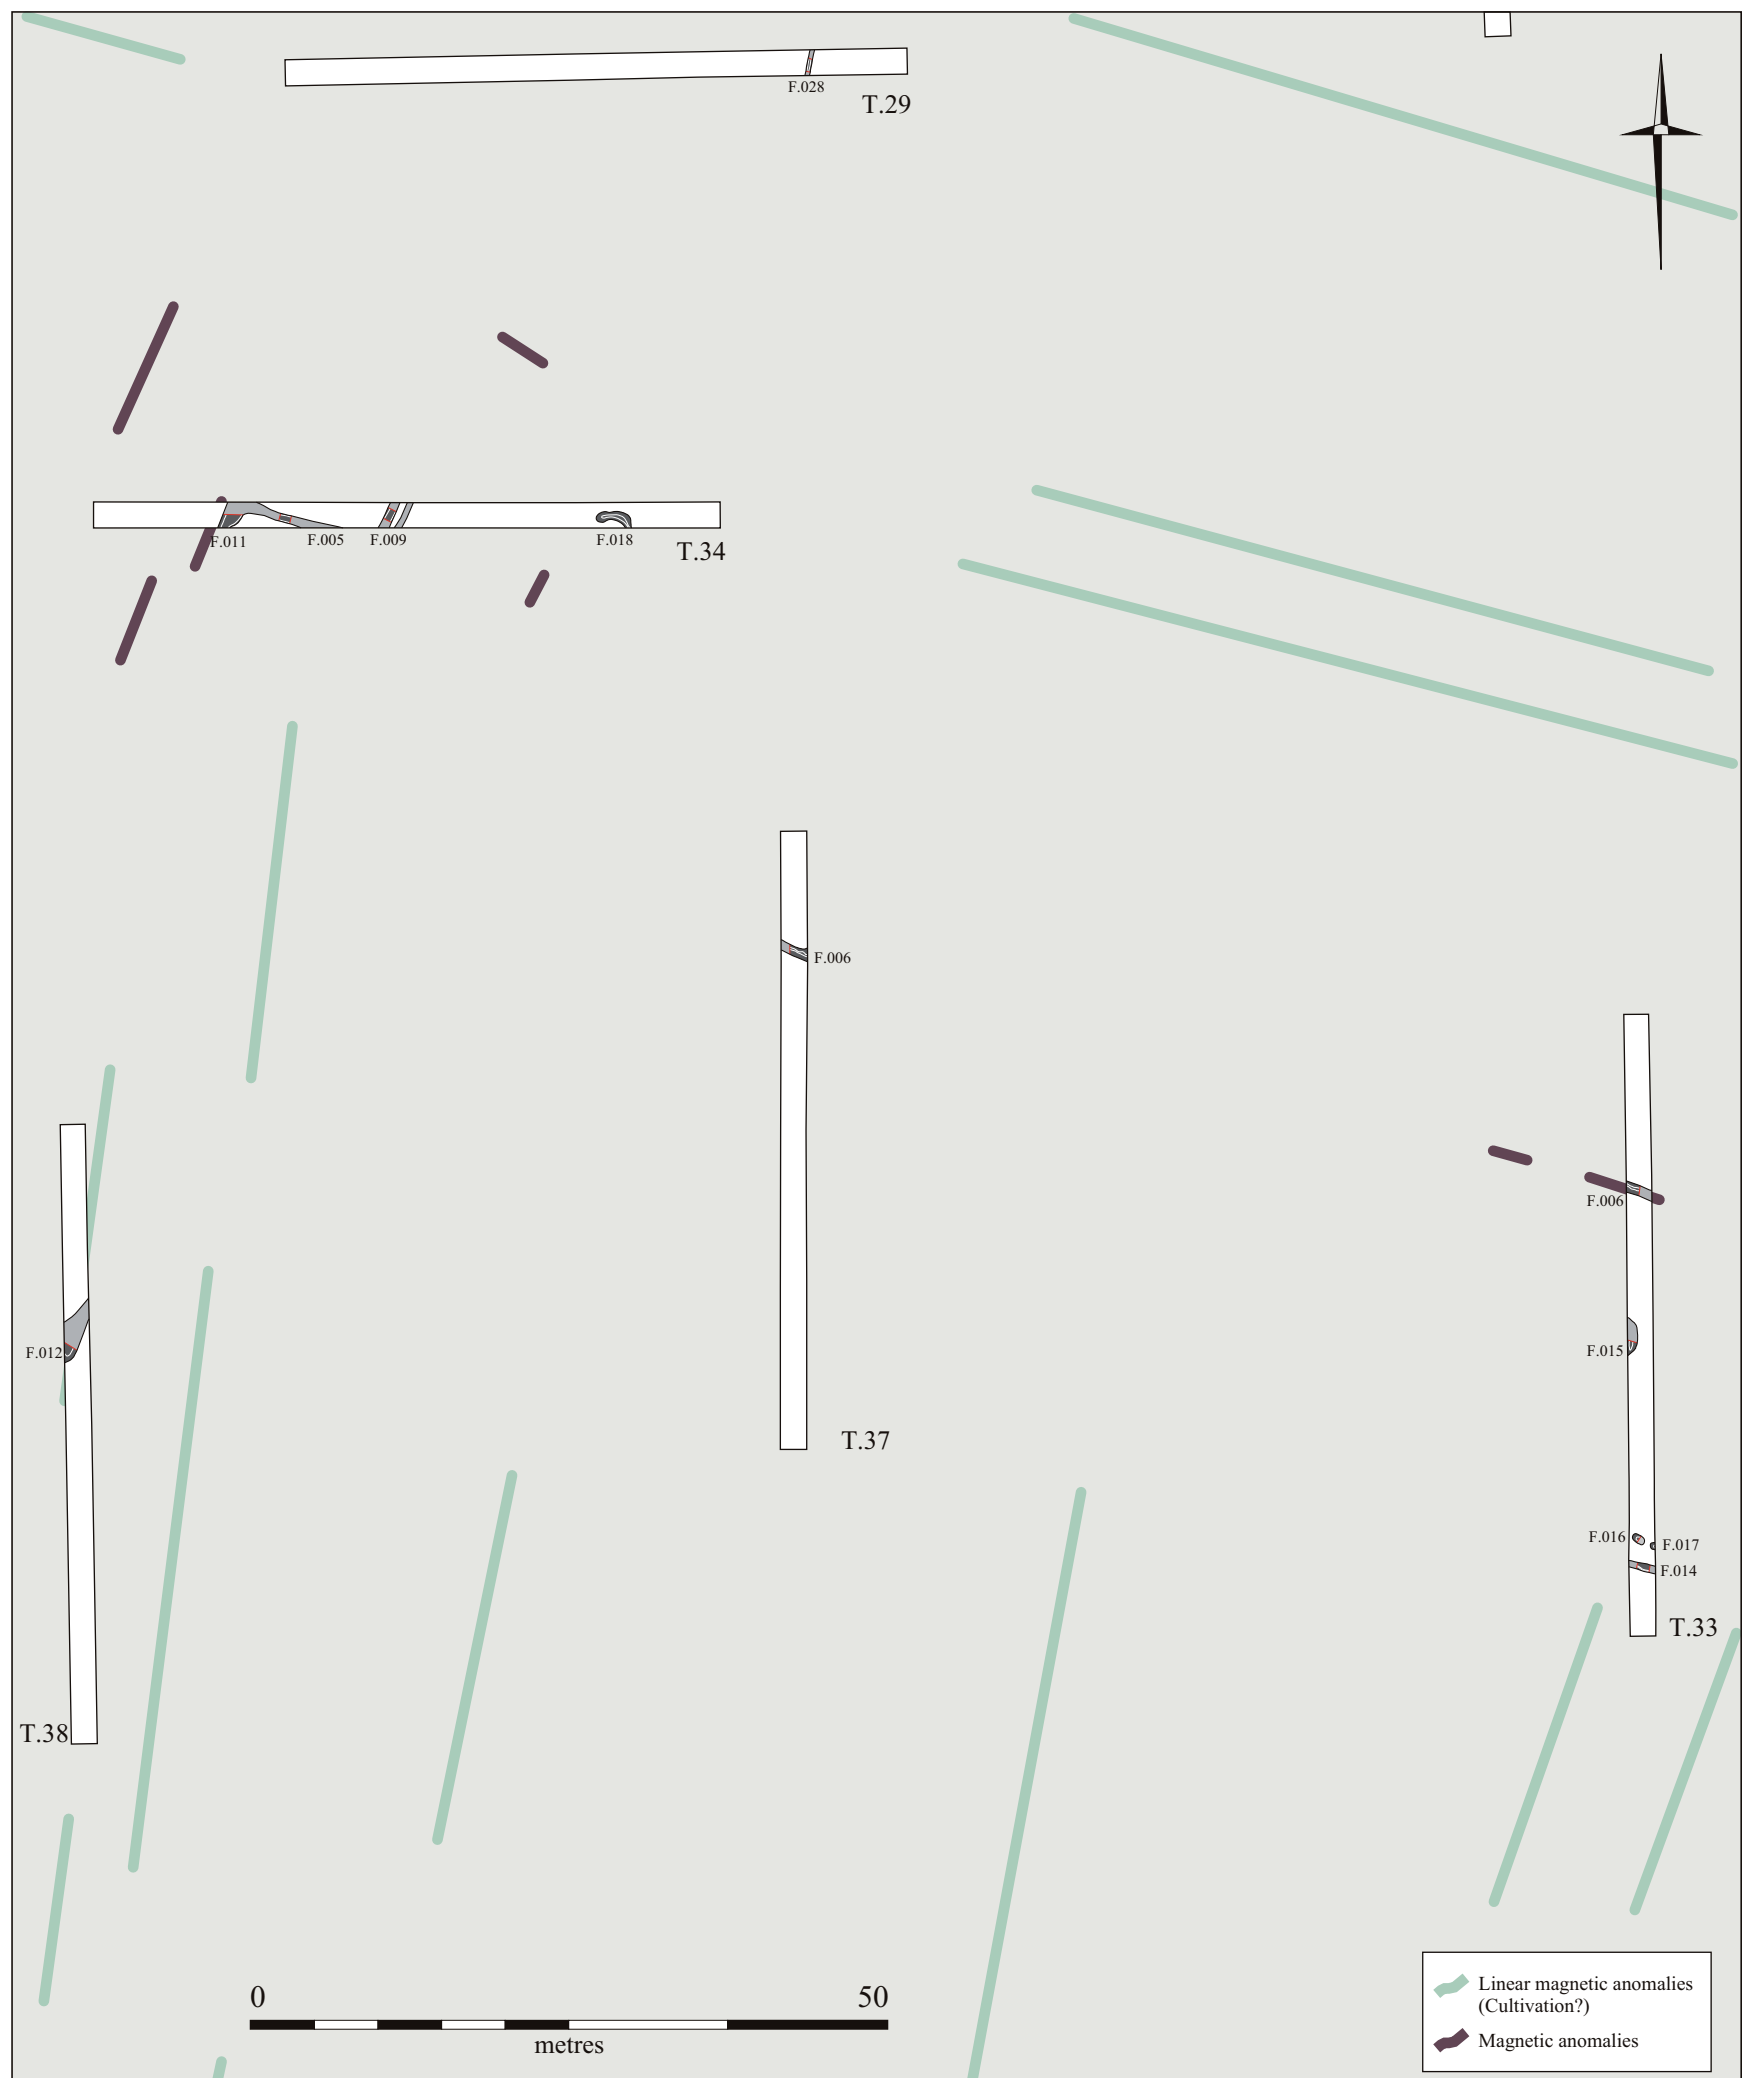 F.028
T.29
F.011
F.005
F.009
F.018
T.34
F.006
F.006
F.012
F.015
T.37
F.016
F.017
F.014
T.33
T.38
0
50
metres
Linear magnetic anomalies
(Cultivation?)
Magnetic anomalies